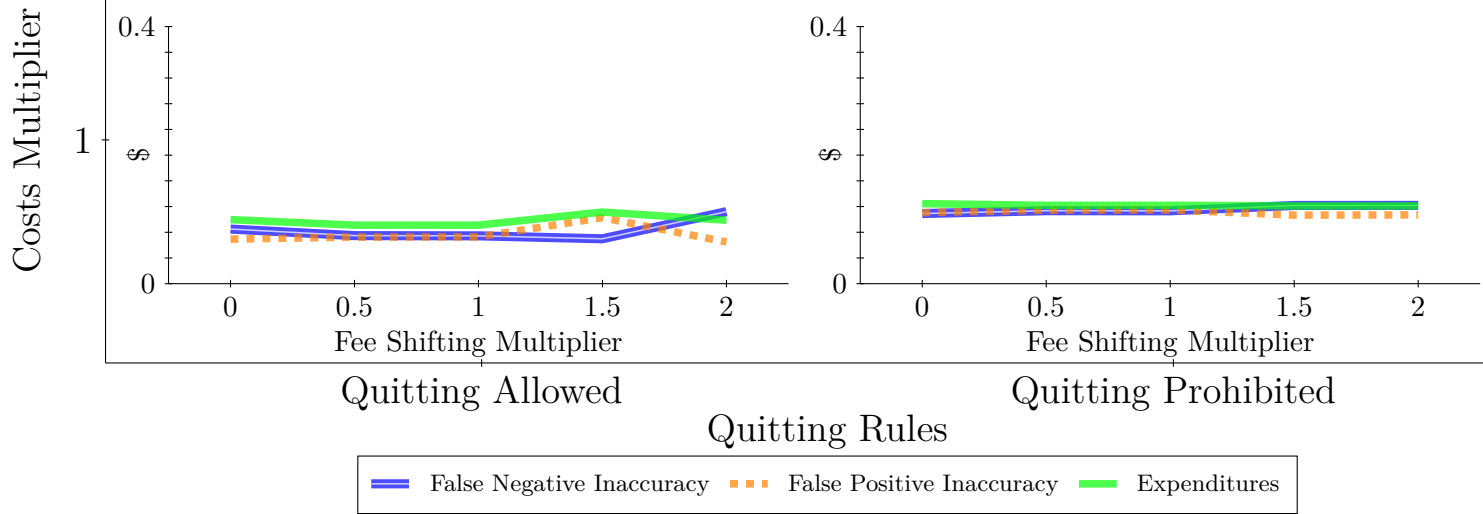 Costs Multiplier
1
0.4
$
0
0 0.5 1 1.5 2
Fee Shifting Multiplier
Quitting Allowed
0.4
$
0
0 0.5 1 1.5 2
Fee Shifting Multiplier
Quitting Prohibited
Quitting Rules
False Negative Inaccuracy False Positive Inaccuracy Expenditures